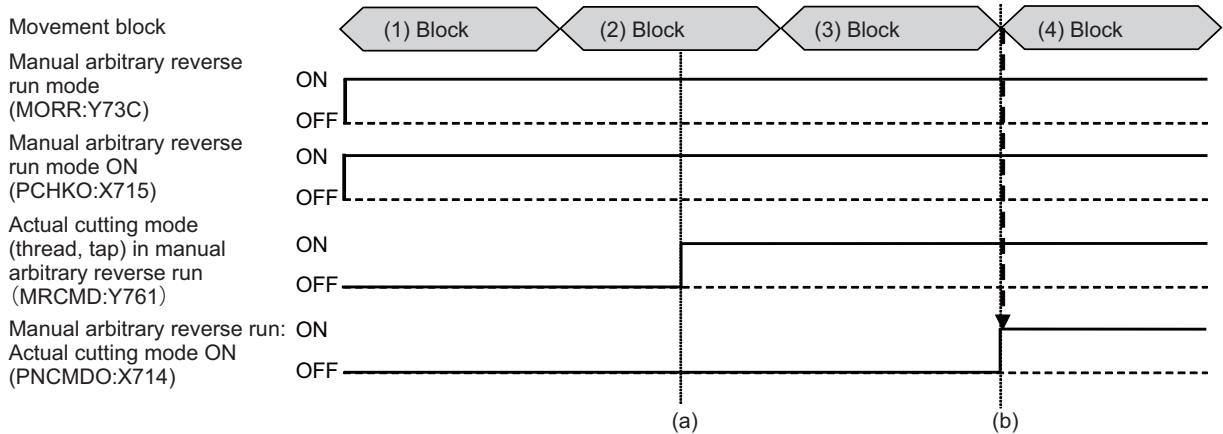 Movement block
(1) Block
(2) Block
(3) Block
(4) Block
Manual arbitrary reverse
run mode
(MORR:Y73C)
ON
OFF
Manual arbitrary reverse
run mode ON
(PCHKO:X715)
ON
OFF
Actual cutting mode
(thread, tap) in manual
arbitrary reverse run
（MRCMD:Y761）
ON
OFF
Manual arbitrary reverse run:
Actual cutting mode ON
(PNCMDO:X714)
ON
OFF
(a)
(b)